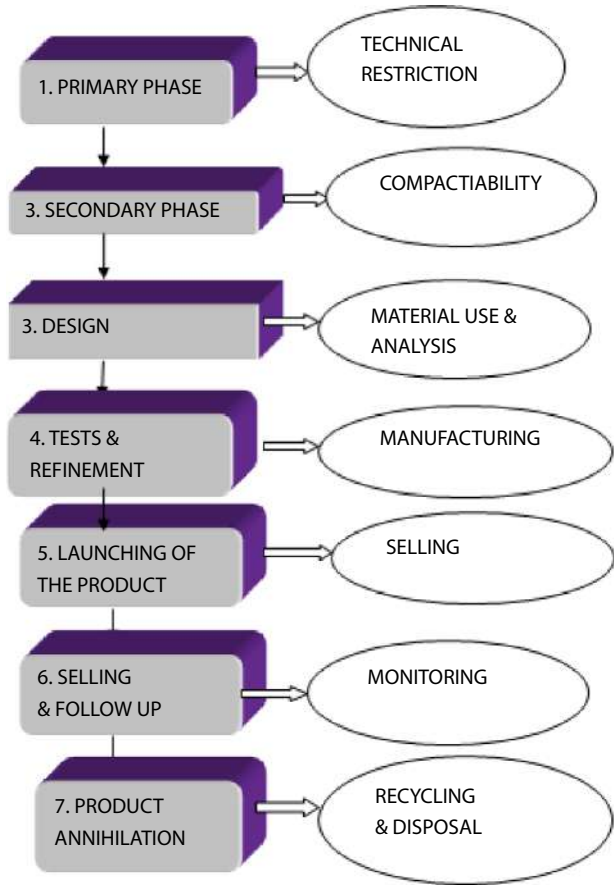 1. PRIMARY PHASE
TECHNICAL
RESTRICTION
3. SECONDARY PHASE
COMPACTIABILITY
3. DESIGN
MATERIAL USE &
ANALYSIS
4. TESTS &
REFINEMENT
MANUFACTURING
5. LAUNCHING OF
THE PRODUCT
SELLING
6. SELLING
& FOLLOW UP
MONITORING
7. PRODUCT
ANNIHILATION
RECYCLING
& DISPOSAL